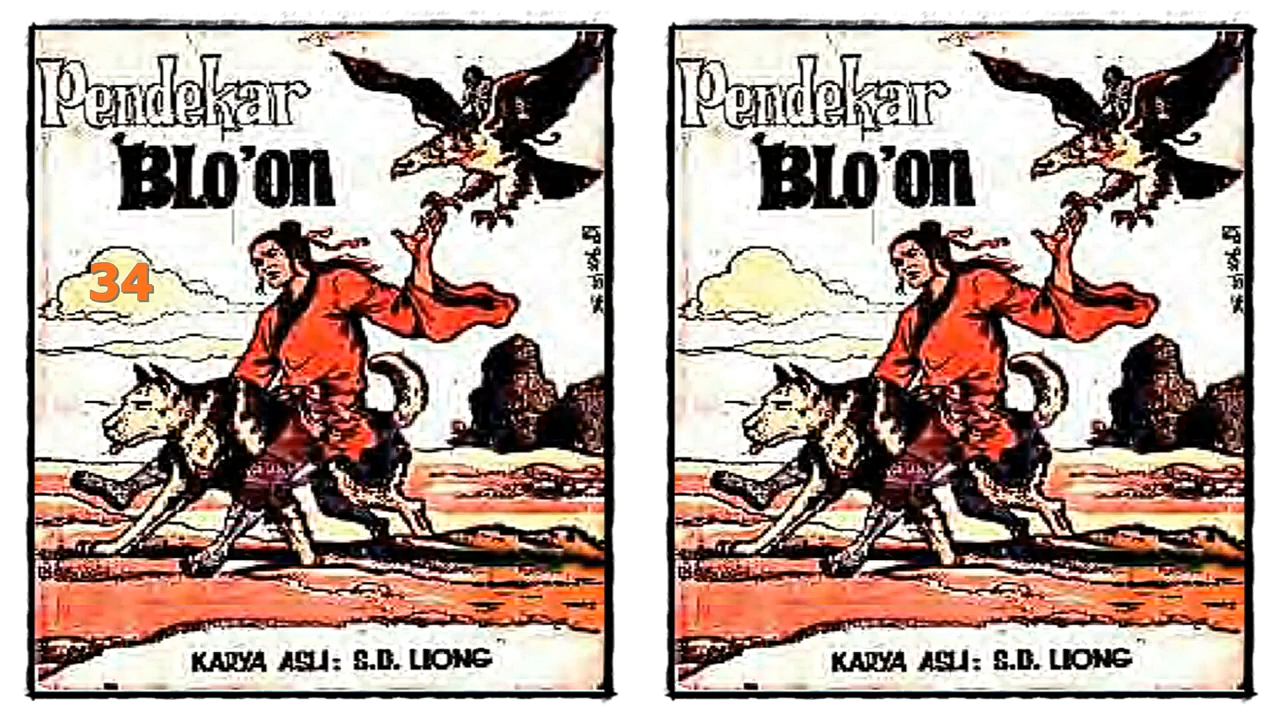 Pendekar
BLO'ON
34
KARYA ASLI: S.D. LIONG
Pendekar
BLO'ON
KARYA ASLI: S.D. LIONG